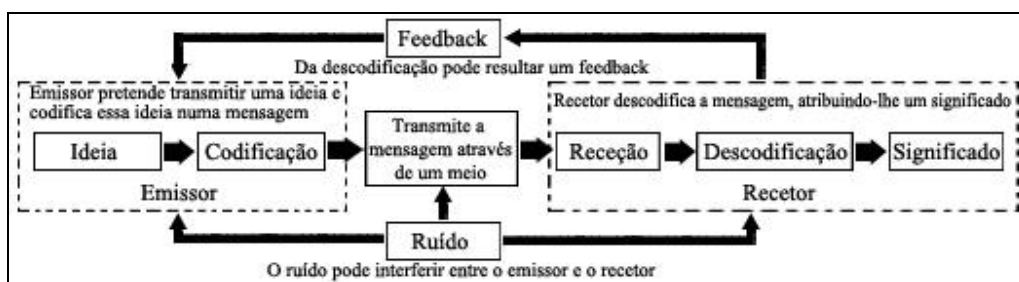 Feedback
Da descodificação pode resultar um feedback
Emissor pretende transmitir uma ideia e
codifica essa ideia numa mensagem
Ideia
Codificação
Emissor
Transmite a
mensagem através
de um meio
Recetor descodifica a mensagem, atribuindo-lhe um significado
Receção
Descodificação
Significado
Recetor
Ruído
O ruído pode interferir entre o emissor e o recetor